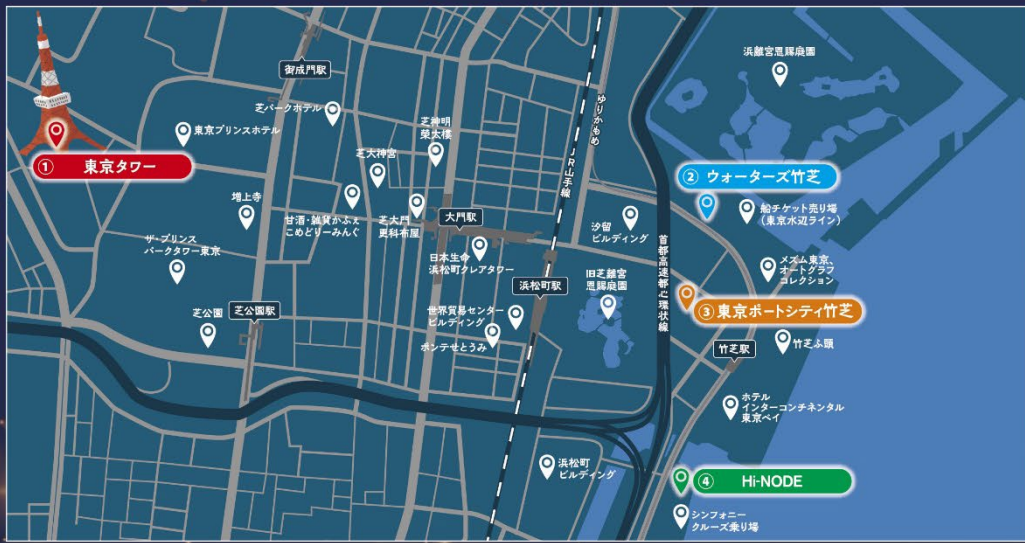 浜離宮恩賜庭園
御成門駅
芝パークホテル
東京プリンスホテル
① 東京タワー
芝神明
榮太樓
芝大神宮
ゆりかもめ
JR山手線
② ウォーターズ竹芝
増上寺
甘酒・雑貨かふぇ
こめどりーみんぐ
芝大門
更科布屋
大門駅
汐留
ビルディング
船チケット売り場
(東京水辺ライン)
首都高速都心環状線
ザ・プリンス
パークタワー東京
日本生命
浜松町クレアタワー
浜松町駅
旧芝離宮
恩賜庭園
メズム東京、
オートグラフ
コレクション
芝公園
芝公園駅
世界貿易センター
ビルディング
ポンテせとうみ
③ 東京ポートシティ竹芝
竹芝駅
竹芝ふ頭
ホテル
インターコンチネンタル
東京ベイ
浜松町
ビルディング
④ Hi-NODE
シンフォニー
クルーズ乗り場